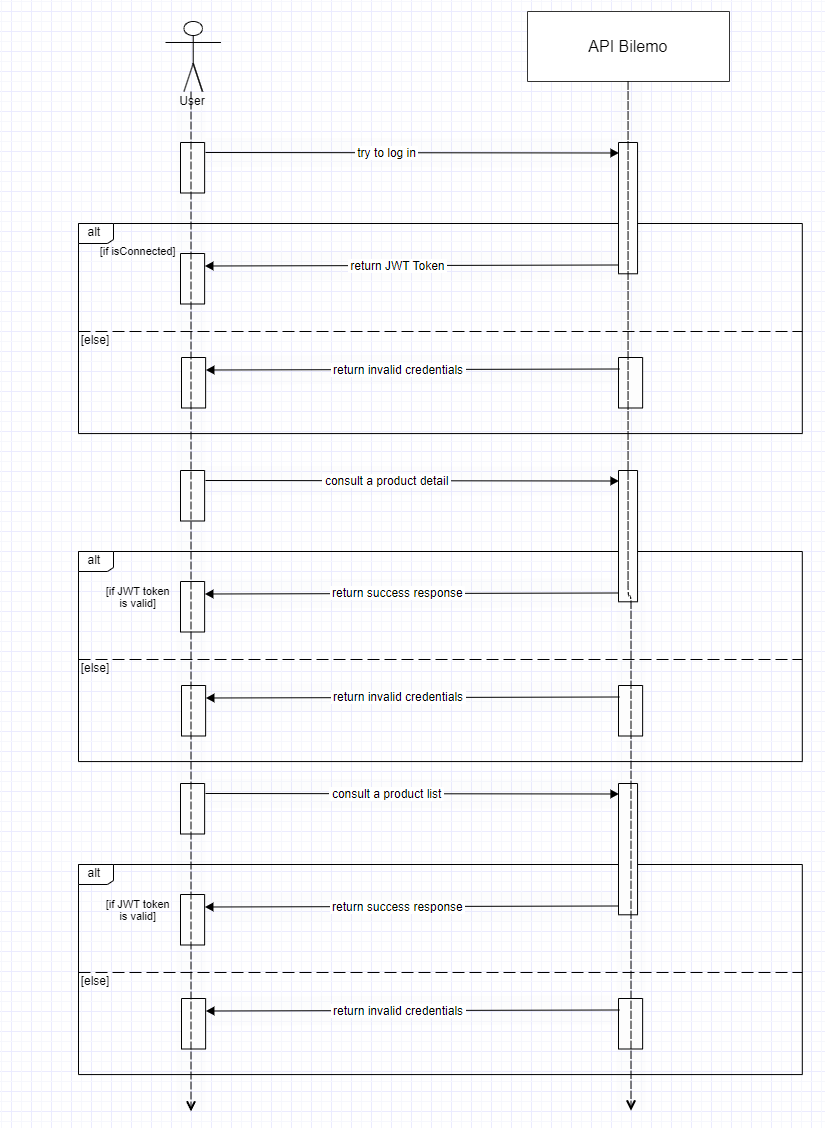 API Bilemo
User
try to log in
alt
[if isConnected]
return JWT Token
[else]
return invalid credentials
consult a product detail
alt
[if JWT token
is valid]
return success response
[else]
return invalid credentials
consult a product list
alt
[if JWT token
is valid]
return success response
[else]
return invalid credentials